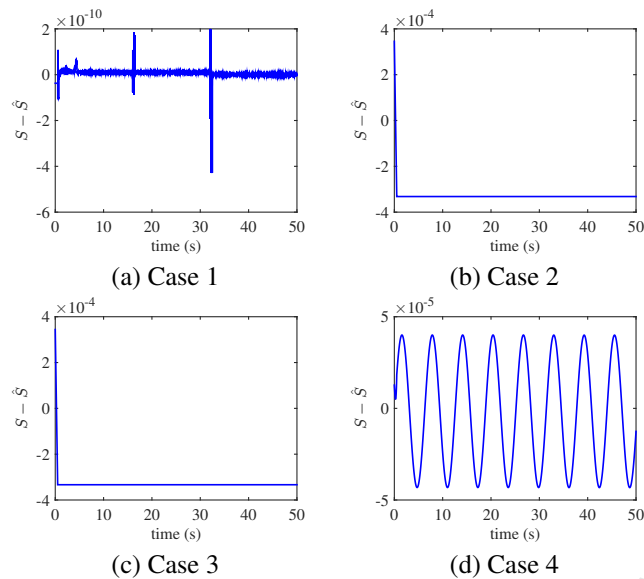 ×10⁻¹⁰
2
0
-2
-4
-6
S − Ŝ
0 10 20 30 40 50
time (s)
(a) Case 1
×10⁻⁴
4
2
0
-2
-4
S − Ŝ
0 10 20 30 40 50
time (s)
(b) Case 2
×10⁻⁴
4
2
0
-2
-4
S − Ŝ
0 10 20 30 40 50
time (s)
(c) Case 3
×10⁻⁵
5
0
-5
S − Ŝ
0 10 20 30 40 50
time (s)
(d) Case 4